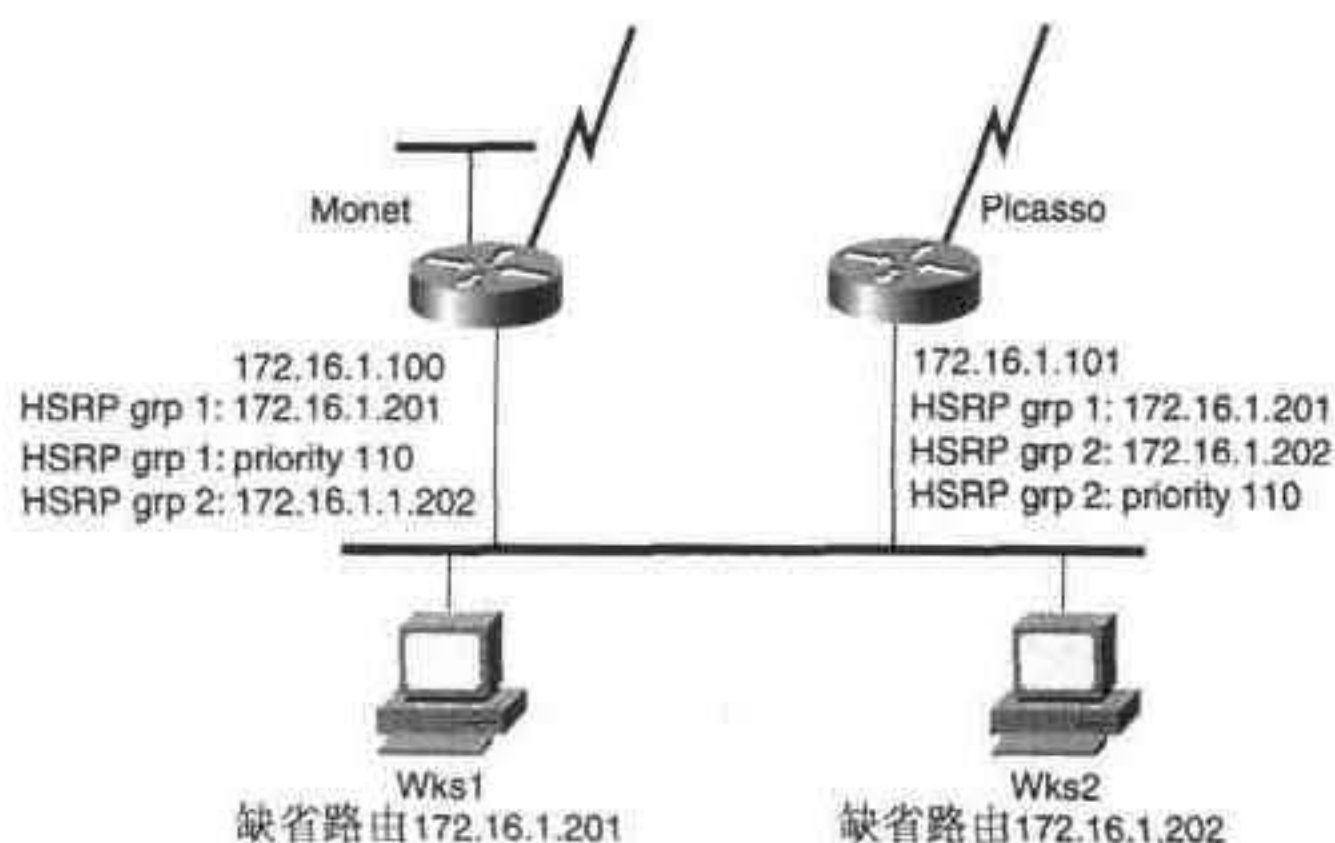 Monet
Picasso
172.16.1.100
HSRP grp 1: 172.16.1.201
HSRP grp 1: priority 110
HSRP grp 2: 172.16.1.1.202
172.16.1.101
HSRP grp 1: 172.16.1.201
HSRP grp 2: 172.16.1.202
HSRP grp 2: priority 110
Wks1
缺省路由172.16.1.201
Wks2
缺省路由172.16.1.202